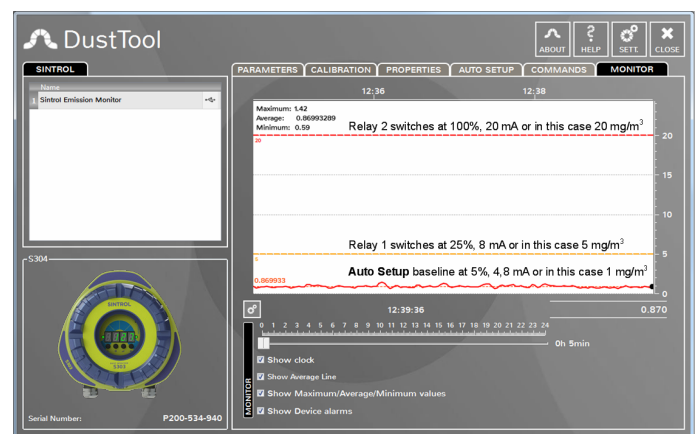 DustTool
ABOUT
HELP
SETT.
CLOSE
SINTROL
PARAMETERS
CALIBRATION
PROPERTIES
AUTO SETUP
COMMANDS
MONITOR
Name
1 Sintrol Emission Monitor
12:36
12:38
Maximum: 1.42
Average: 0.86993289
Minimum: 0.59
Relay 2 switches at 100%, 20 mA or in this case 20 mg/m³
20
20
15
10
Relay 1 switches at 25%, 8 mA or in this case 5 mg/m³
5
Auto Setup baseline at 5%, 4,8 mA or in this case 1 mg/m³
0.869933
0
12:39:36
0.870
0 1 2 3 4 5 6 7 8 9 10 11 12 13 14 15 16 17 18 19 20 21 22 23 24
0h 5min
MONITOR
Show clock
Show Average Line
Show Maximum/Average/Minimum values
Show Device alarms
S304
SINTROL
S303
Serial Number:
P200-534-940